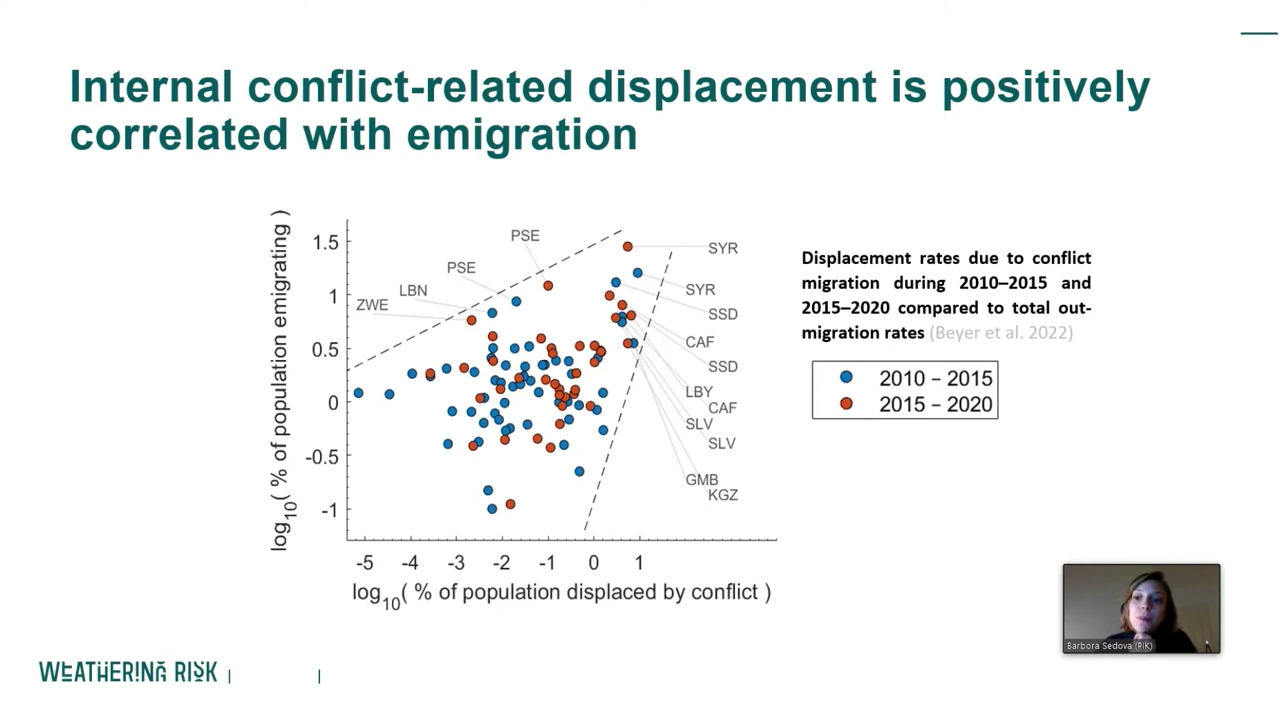 Internal conflict-related displacement is positively
correlated with emigration
log10( % of population emigrating )
1.5
1
0.5
0
-0.5
-1
-5 -4 -3 -2 -1 0 1
log10( % of population displaced by conflict )
PSE
PSE
LBN
ZWE
SYR
SYR
SSD
CAF
SSD
LBY
CAF
SLV
SLV
GMB
KGZ
Displacement rates due to conflict
migration during 2010–2015 and
2015–2020 compared to total out-
migration rates (Beyer et al. 2022)
2010 – 2015
2015 – 2020
WEATHERING RISK
Barbora Sedova (PIK)